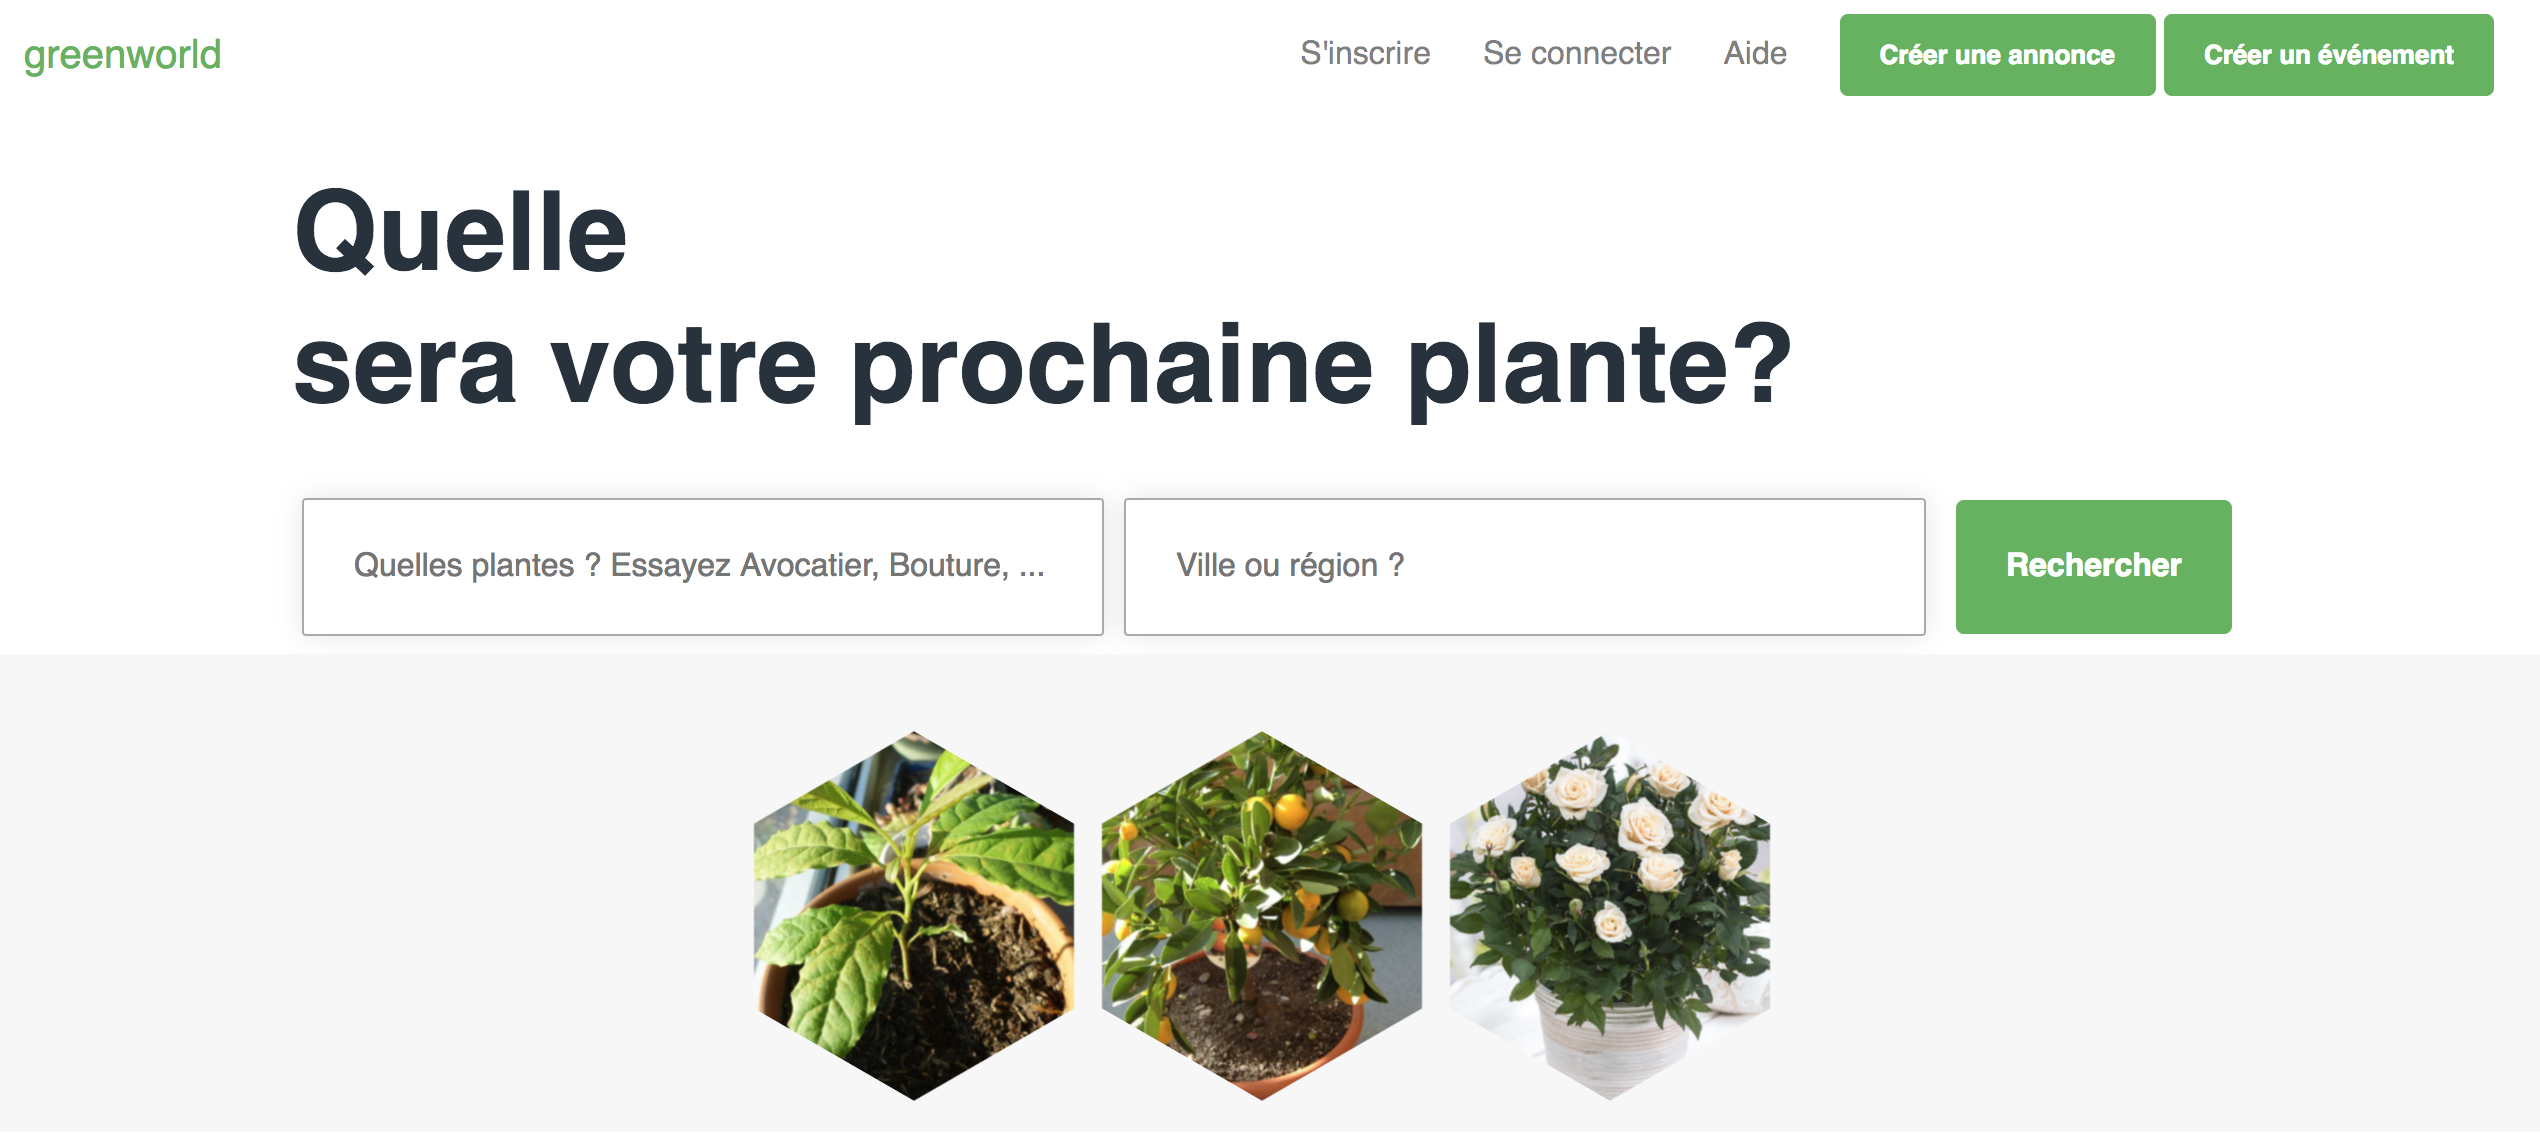 greenworld
S'inscrire
Se connecter
Aide
Créer une annonce
Créer un événement
Quelle
sera votre prochaine plante?
Quelles plantes ? Essayez Avocatier, Bouture, ...
Ville ou région ?
Rechercher